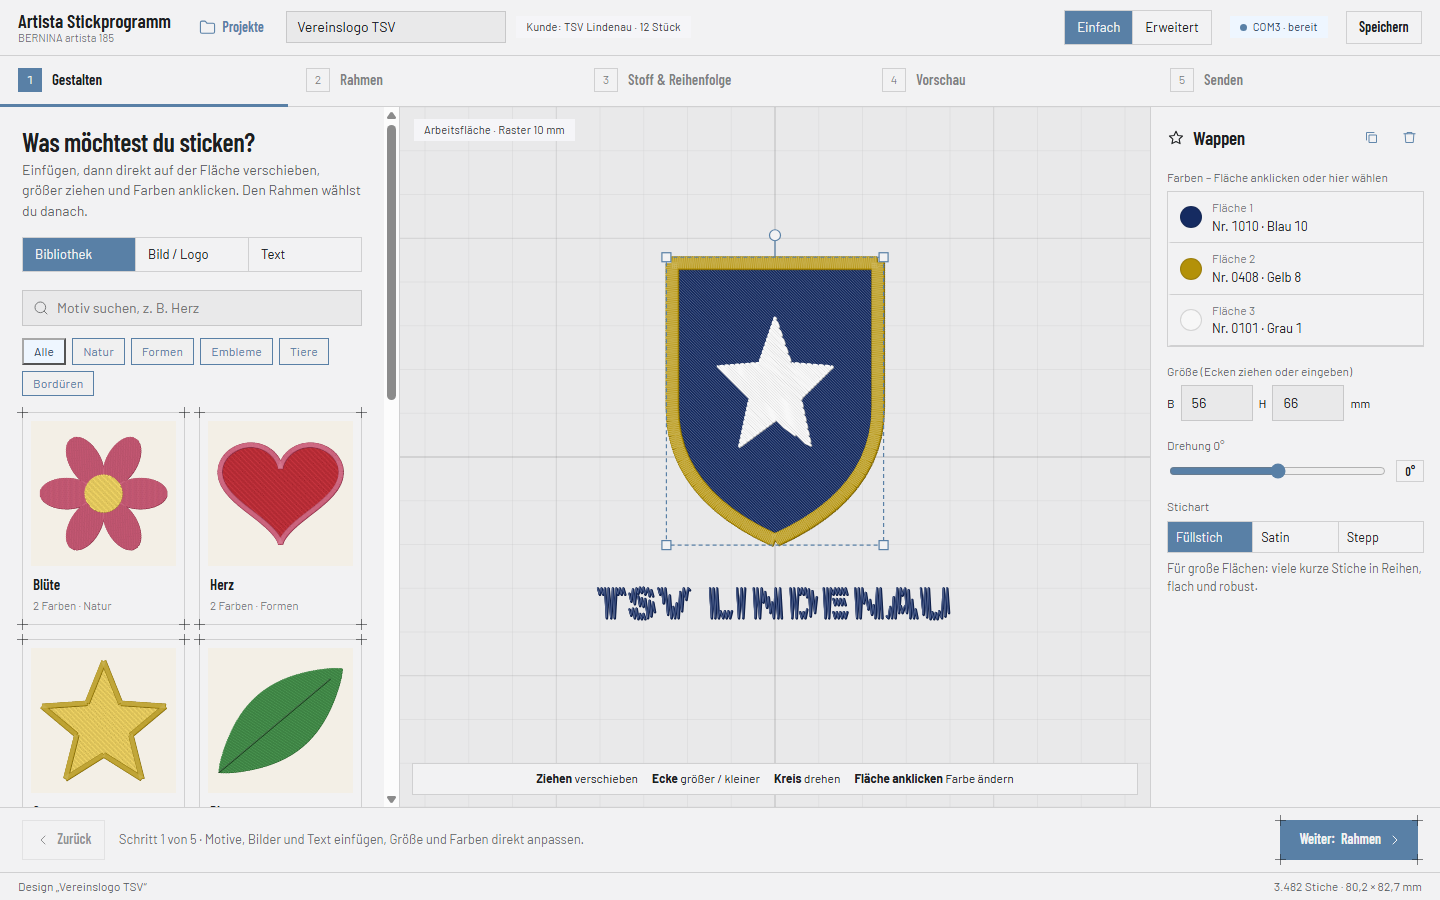 Artista Stickprogramm
BERNINA artista 185
Projekte
Vereinslogo TSV
Kunde: TSV Lindenau · 12 Stück
Einfach
Erweitert
COM3 · bereit
Speichern
1 Gestalten
2 Rahmen
3 Stoff & Reihenfolge
4 Vorschau
5 Senden
Was möchtest du sticken?
Einfügen, dann direkt auf der Fläche verschieben,
größer ziehen und Farben anklicken. Den Rahmen wählst
du danach.
Bibliothek
Bild / Logo
Text
Motiv suchen, z. B. Herz
Alle
Natur
Formen
Embleme
Tiere
Bordüren
Blüte
2 Farben · Natur
Herz
2 Farben · Formen
Arbeitsfläche · Raster 10 mm
TSV LINDENAU
Ziehen verschieben Ecke größer / kleiner Kreis drehen Fläche anklicken Farbe ändern
Wappen
Farben – Fläche anklicken oder hier wählen
Fläche 1
Nr. 1010 · Blau 10
Fläche 2
Nr. 0408 · Gelb 8
Fläche 3
Nr. 0101 · Grau 1
Größe (Ecken ziehen oder eingeben)
B 56 H 66 mm
Drehung 0°
0°
Stichart
Füllstich
Satin
Stepp
Für große Flächen: viele kurze Stiche in Reihen,
flach und robust.
Zurück
Schritt 1 von 5 · Motive, Bilder und Text einfügen, Größe und Farben direkt anpassen.
Weiter: Rahmen
Design „Vereinslogo TSV"
3.482 Stiche · 80,2 × 82,7 mm